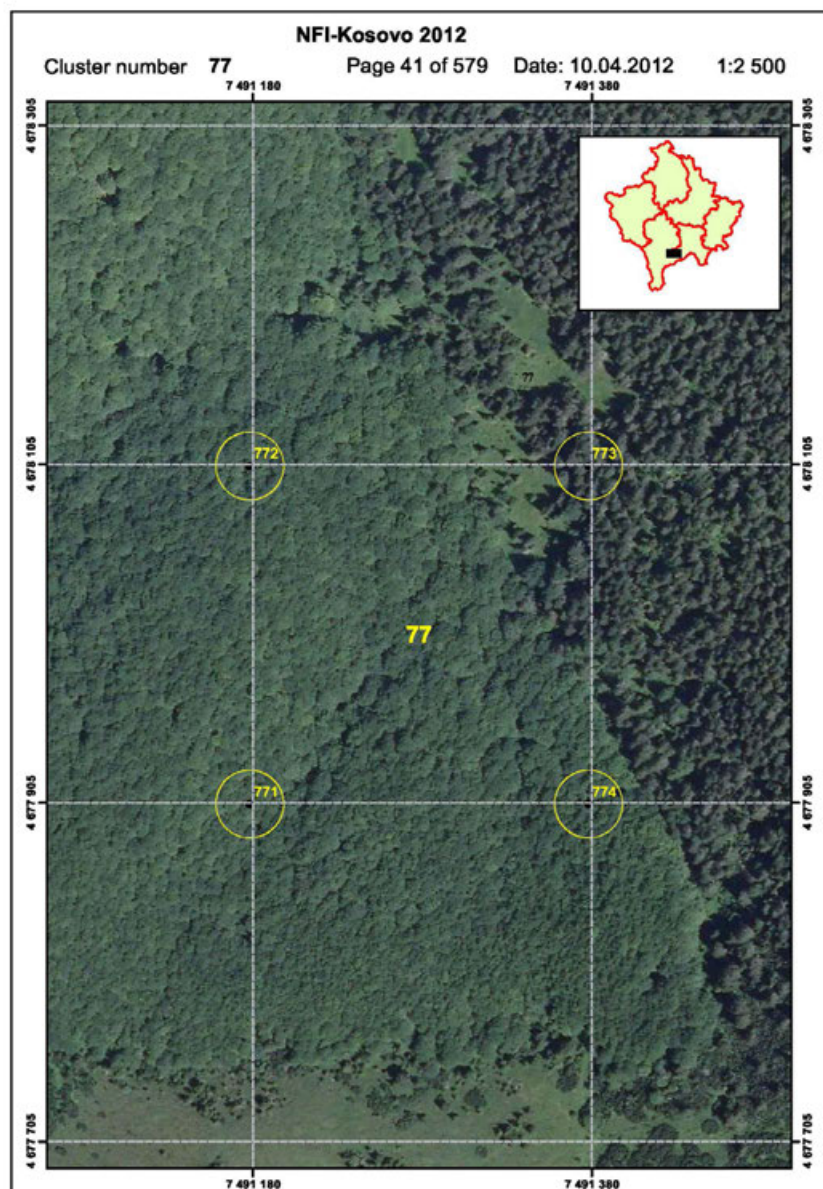 NFI-Kosovo 2012
Cluster number 77 Page 41 of 579 Date: 10.04.2012 1:2 500
7 491 180 7 491 380
4 678 305 4 678 305
77
772 773
4 678 105 4 678 105
77
771 774
4 677 905 4 677 905
4 677 705 4 677 705
7 491 180 7 491 380